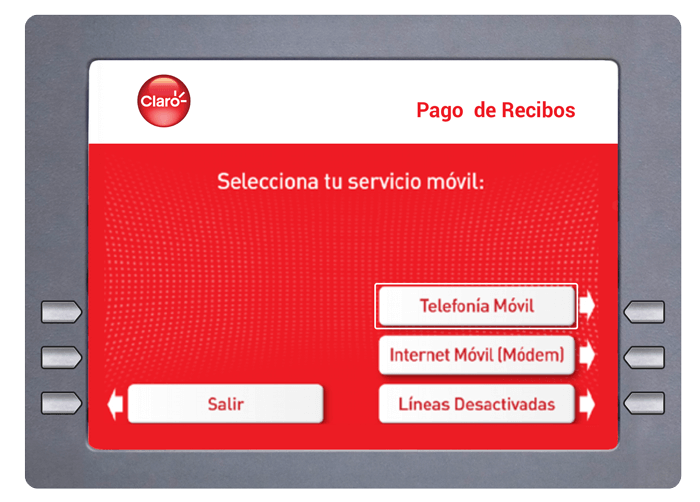 Claro
Pago de Recibos
Selecciona tu servicio móvil:
Telefonía Móvil
Internet Móvil (Módem)
Salir
Líneas Desactivadas